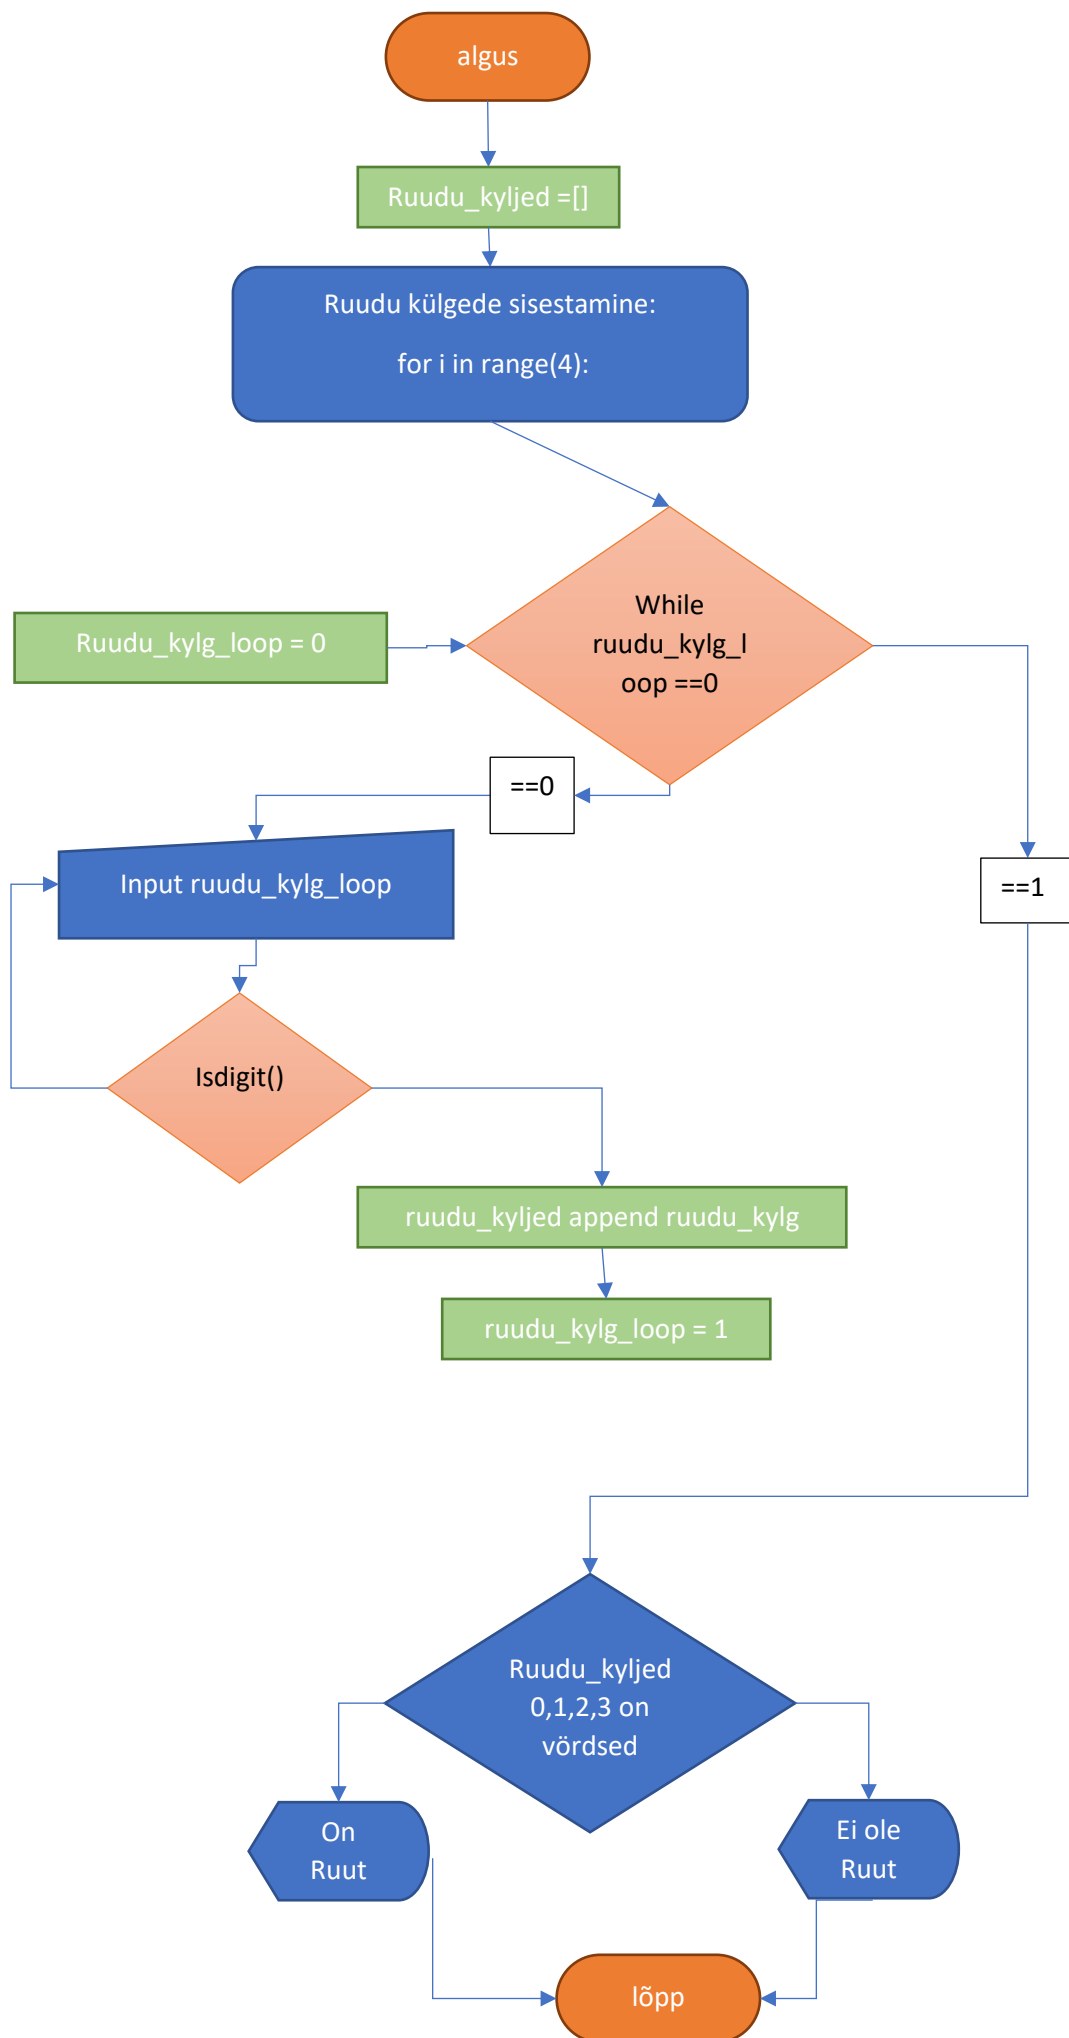 algus
Ruudu_kyljed =[]
Ruudu külgede sisestamine:
for i in range(4):
While
ruudu_kylg_l
oop ==0
Ruudu_kylg_loop = 0
==0
==1
Input ruudu_kylg_loop
Isdigit()
ruudu_kyljed append ruudu_kylg
ruudu_kylg_loop = 1
Ruudu_kyljed
0,1,2,3 on
võrdsed
On
Ruut
Ei ole
Ruut
lõpp